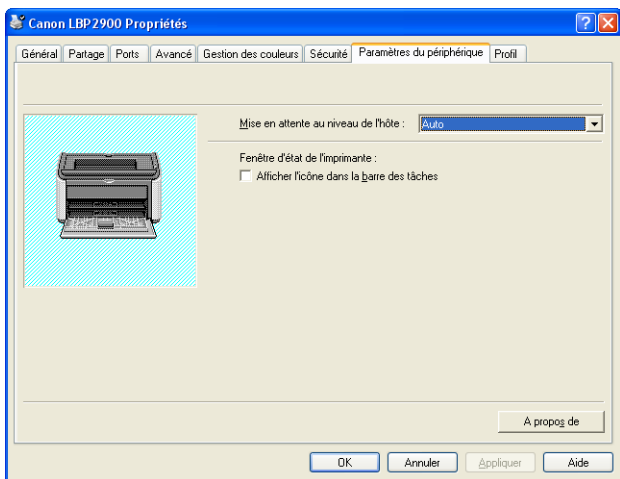 Canon LBP2900 Propriétés
Général Partage Ports Avancé Gestion des couleurs Sécurité Paramètres du périphérique Profil
Mise en attente au niveau de l'hôte : Auto
Fenêtre d'état de l'imprimante :
Afficher l'icône dans la barre des tâches
A propos de
OK Annuler Appliquer Aide